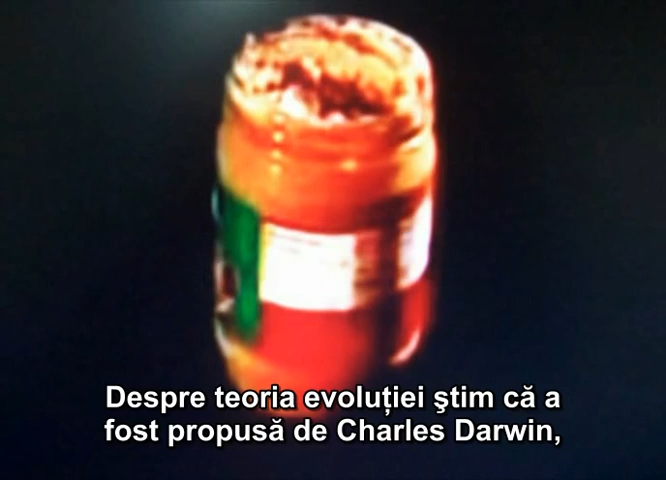 Despre teoria evoluției ştim că a
fost propusă de Charles Darwin,